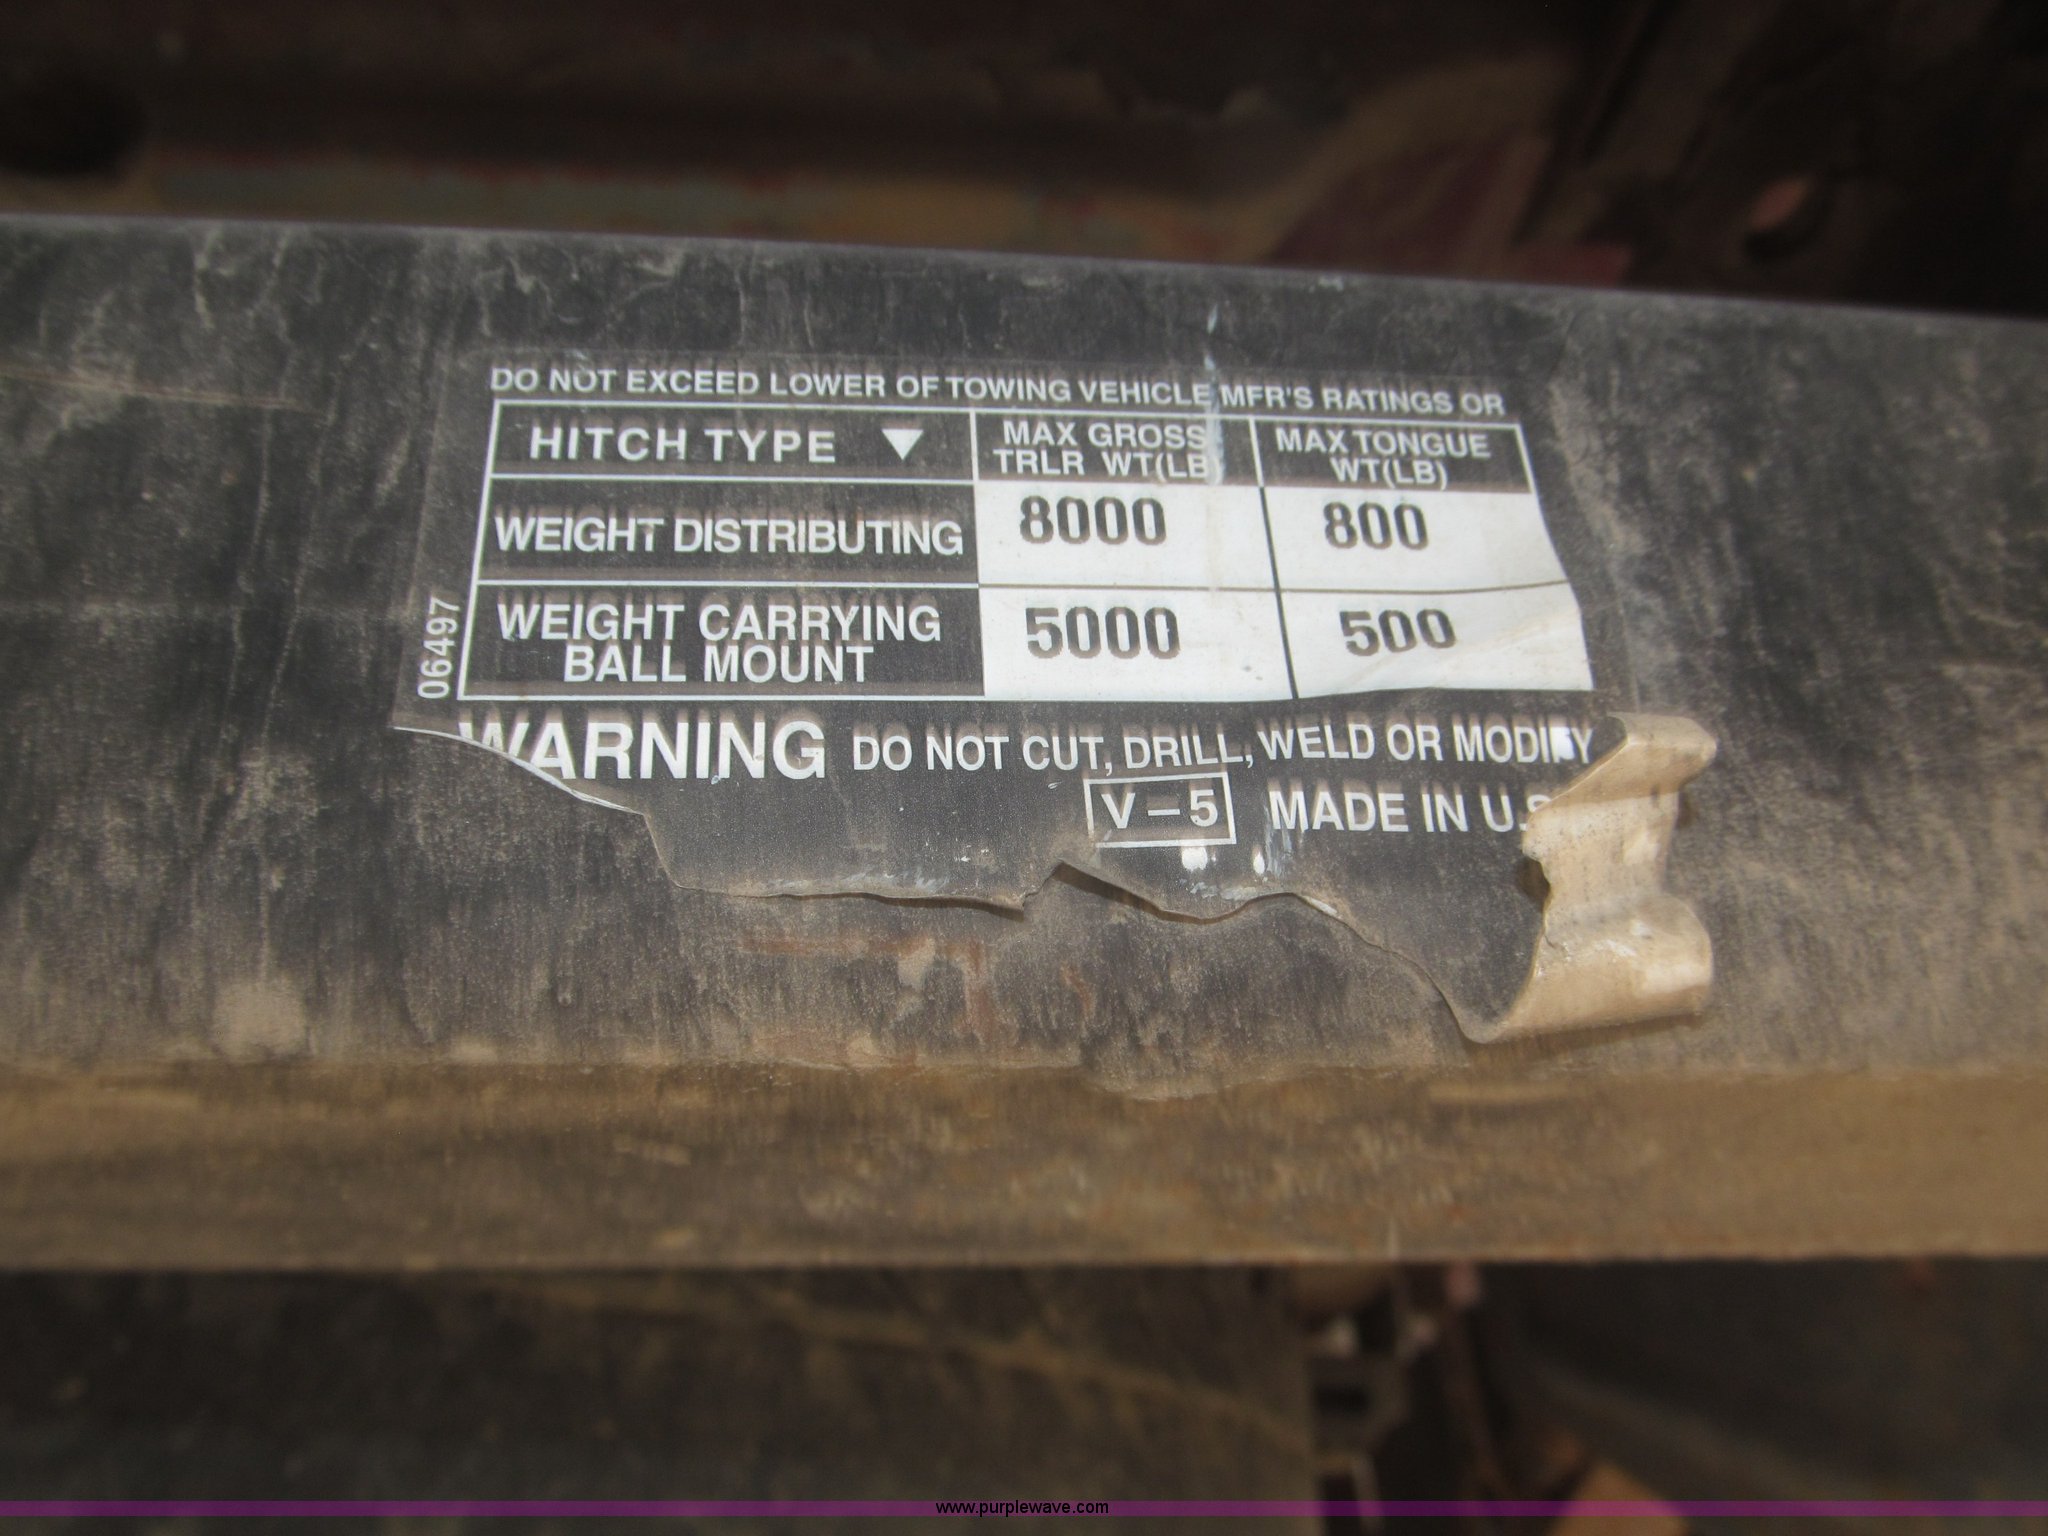 DO NOT EXCEED LOWER OF TOWING VEHICLE MFR'S RATINGS OR
HITCH TYPE ▼ MAX GROSS TRLR WT(LB) MAX TONGUE WT(LB)
WEIGHT DISTRIBUTING 8000 800
WEIGHT CARRYING BALL MOUNT 5000 500
06497
WARNING DO NOT CUT, DRILL, WELD OR MODIFY
V-5 MADE IN U.S
www.purplewave.com